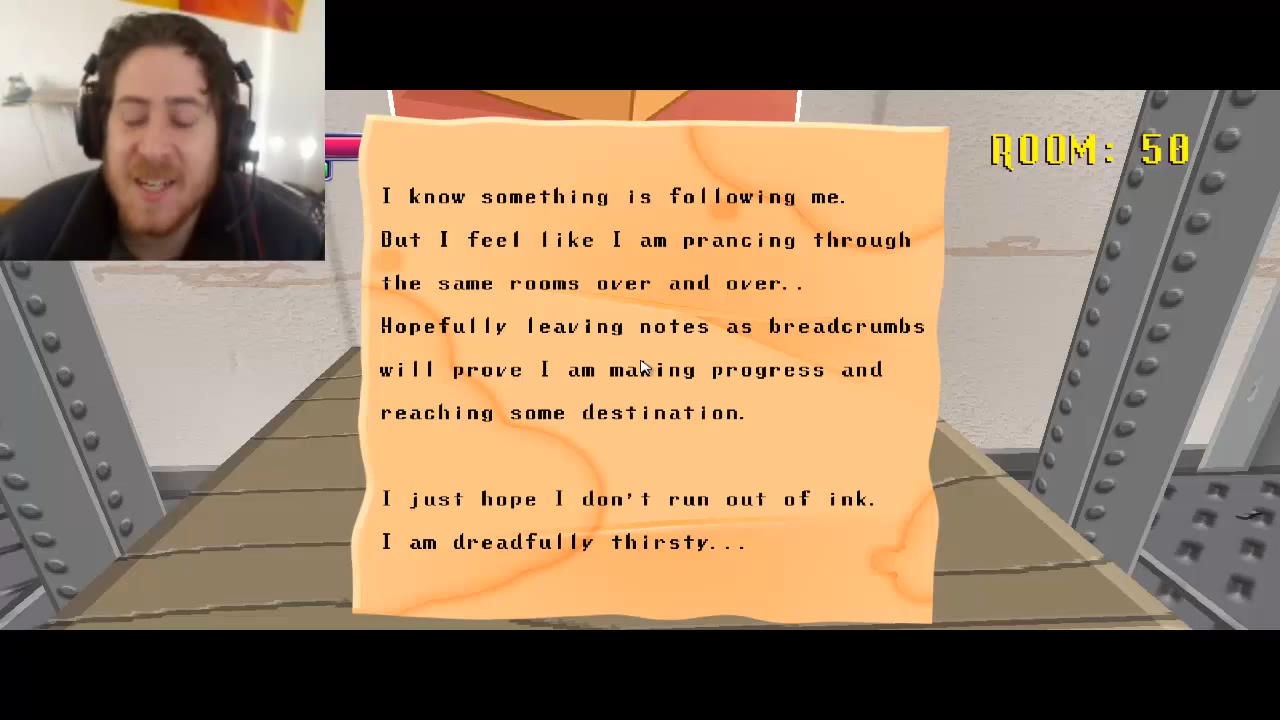 ROOM: 50
I know something is following me.
But I feel like I am prancing through
the same rooms over and over..
Hopefully leaving notes as breadcrumbs
will prove I am making progress and
reaching some destination.
I just hope I don't run out of ink.
I am dreadfully thirsty...